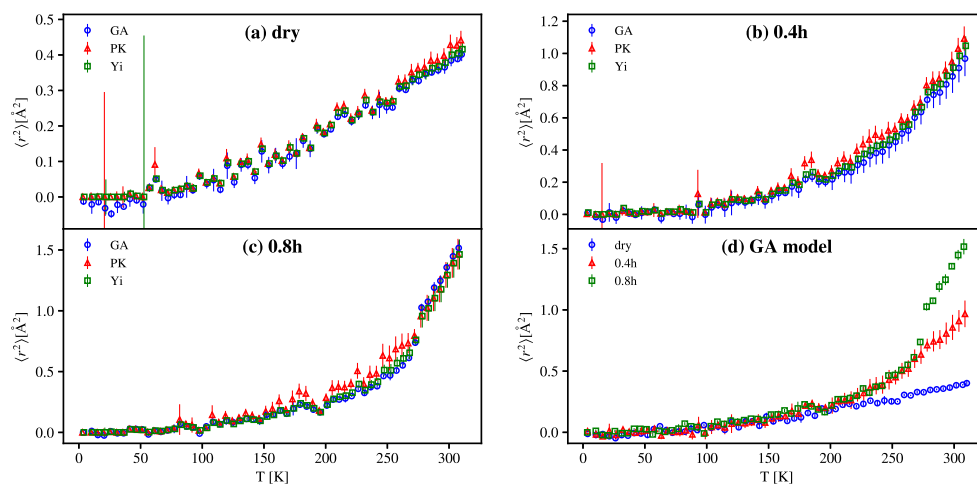 (a) dry
GA
PK
Yi
0.5
0.4
0.3
0.2
0.1
0.0
⟨r²⟩[Å²]
(b) 0.4h
GA
PK
Yi
1.2
1.0
0.8
0.6
0.4
0.2
0.0
⟨r²⟩[Å²]
(c) 0.8h
GA
PK
Yi
1.5
1.0
0.5
0.0
⟨r²⟩[Å²]
0 50 100 150 200 250 300
T [K]
(d) GA model
dry
0.4h
0.8h
1.5
1.0
0.5
0.0
⟨r²⟩[Å²]
0 50 100 150 200 250 300
T [K]